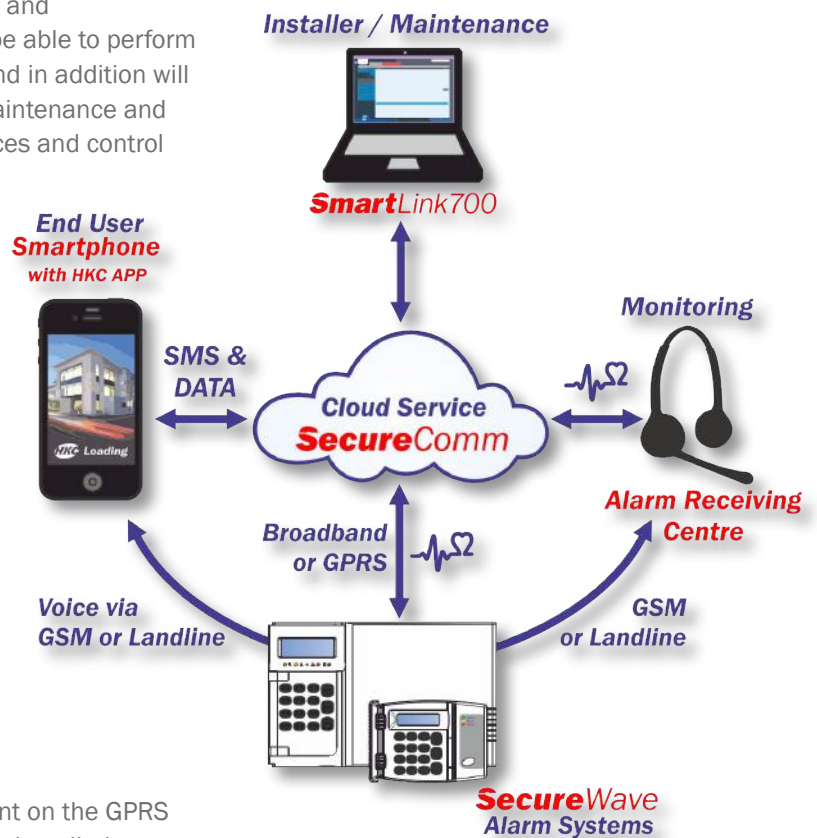 and
be able to perform
nd in addition will
aintenance and
ces and control
Installer / Maintenance
SmartLink700
End User
Smartphone
with HKC APP
HKC Loading
SMS &
DATA
Cloud Service
SecureComm
Monitoring
Alarm Receiving
Centre
Broadband
or GPRS
Voice via
GSM or Landline
GSM
or Landline
SecureWave
Alarm Systems
nt on the GPRS